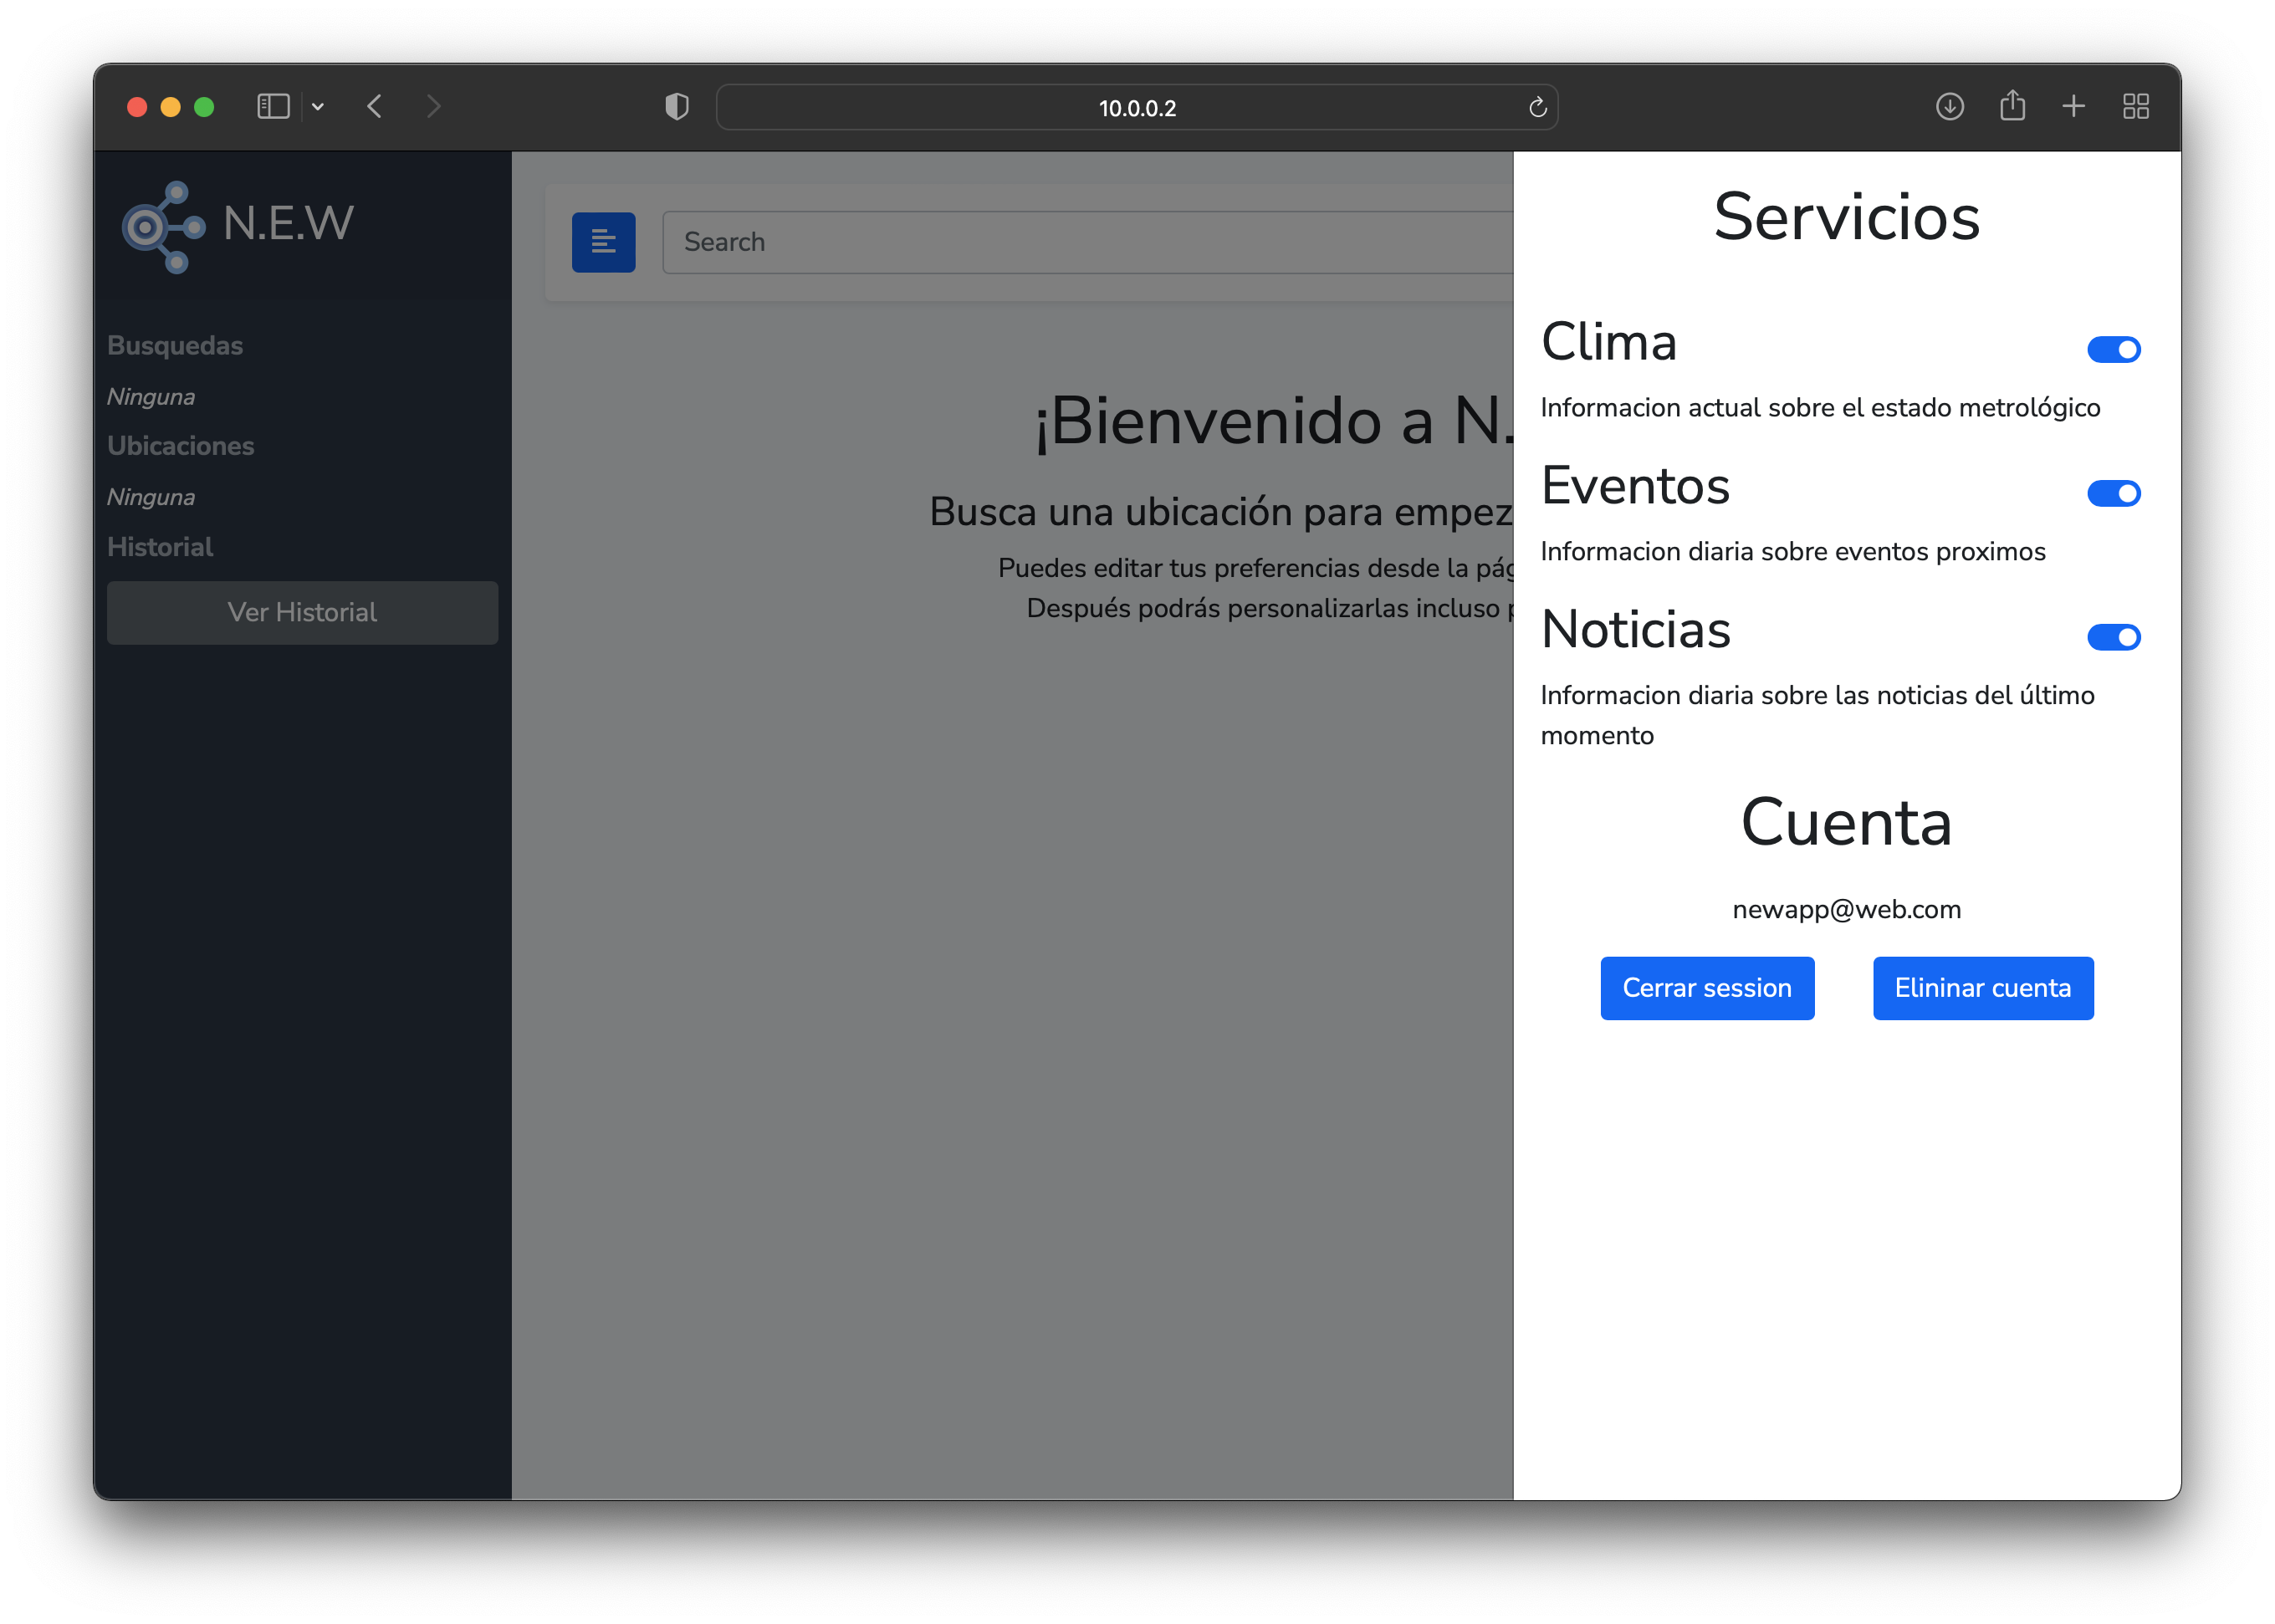 10.0.0.2
N.E.W
Busquedas
Ninguna
Ubicaciones
Ninguna
Historial
Ver Historial
Search
¡Bienvenido a N.
Busca una ubicación para empez
Puedes editar tus preferencias desde la pág
Después podrás personalizarlas incluso p
Servicios
Clima
Informacion actual sobre el estado metrológico
Eventos
Informacion diaria sobre eventos proximos
Noticias
Informacion diaria sobre las noticias del último
momento
Cuenta
newapp@web.com
Cerrar session
Elininar cuenta